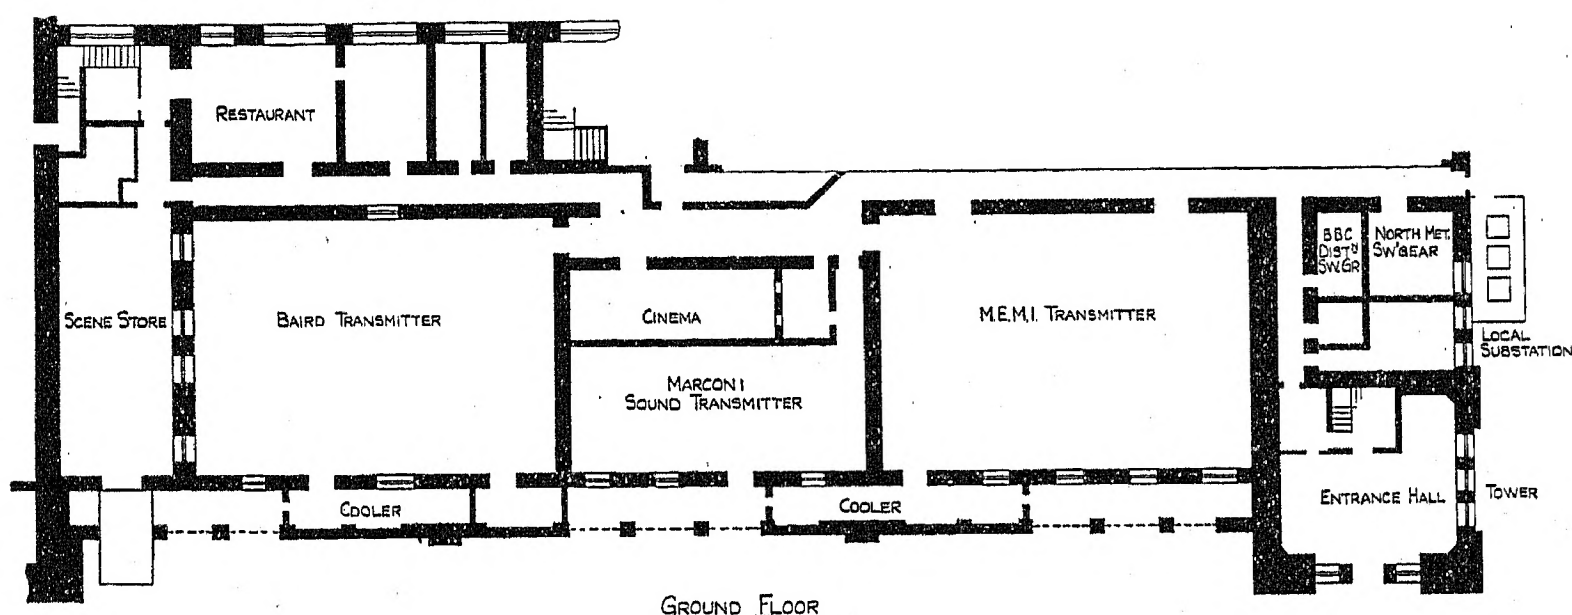 RESTAURANT
BBC
DIST'D
SW.GR
NORTH MET.
SW'GEAR
SCENE STORE
BAIRD TRANSMITTER
CINEMA
M.E.M.I. TRANSMITTER
LOCAL
SUBSTATION
MARCONI
SOUND TRANSMITTER
COOLER
COOLER
ENTRANCE HALL
TOWER
GROUND FLOOR